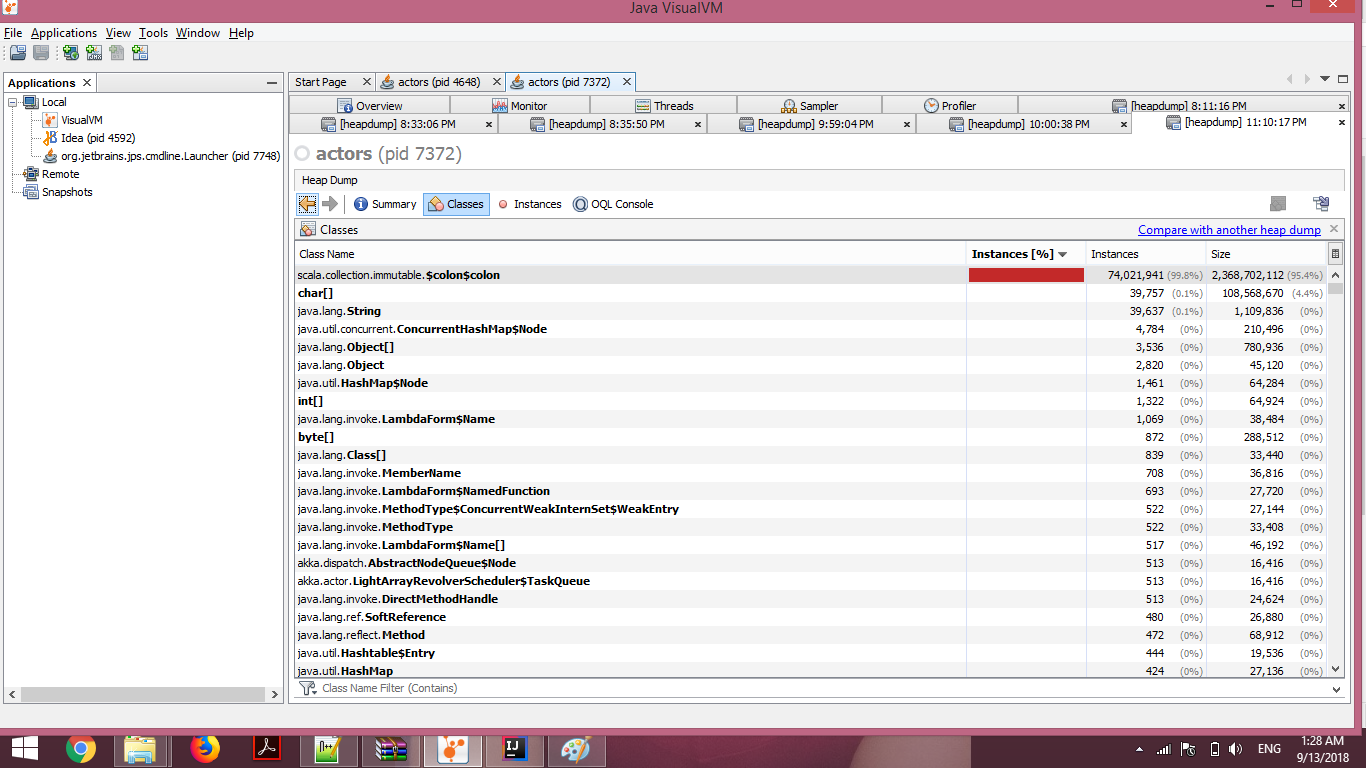 Java VisualVM
File Applications View Tools Window Help
Applications
Local
VisualVM
Idea (pid 4592)
org.jetbrains.jps.cmdline.Launcher (pid 7748)
Remote
Snapshots
Start Page actors (pid 4648) actors (pid 7372)
Overview Monitor Threads Sampler Profiler [heapdump] 8:11:16 PM
[heapdump] 8:33:06 PM [heapdump] 8:35:50 PM [heapdump] 9:59:04 PM [heapdump] 10:00:38 PM [heapdump] 11:10:17 PM
actors (pid 7372)
Heap Dump
Summary Classes Instances OQL Console
Classes Compare with another heap dump
Class Name Instances [%] Instances Size
scala.collection.immutable.$colon$colon 74,021,941 (99.8%) 2,368,702,112 (95.4%)
char[] 39,757 (0.1%) 108,568,670 (4.4%)
java.lang.String 39,637 (0.1%) 1,109,836 (0%)
java.util.concurrent.ConcurrentHashMap$Node 4,784 (0%) 210,496 (0%)
java.lang.Object[] 3,536 (0%) 780,936 (0%)
java.lang.Object 2,820 (0%) 45,120 (0%)
java.util.HashMap$Node 1,461 (0%) 64,284 (0%)
int[] 1,322 (0%) 64,924 (0%)
java.lang.invoke.LambdaForm$Name 1,069 (0%) 38,484 (0%)
byte[] 872 (0%) 288,512 (0%)
java.lang.Class[] 839 (0%) 33,440 (0%)
java.lang.invoke.MemberName 708 (0%) 36,816 (0%)
java.lang.invoke.LambdaForm$NamedFunction 693 (0%) 27,720 (0%)
java.lang.invoke.MethodType$ConcurrentWeakInternSet$WeakEntry 522 (0%) 27,144 (0%)
java.lang.invoke.MethodType 522 (0%) 33,408 (0%)
java.lang.invoke.LambdaForm$Name[] 517 (0%) 46,192 (0%)
akka.dispatch.AbstractNodeQueue$Node 513 (0%) 16,416 (0%)
akka.actor.LightArrayRevolverScheduler$TaskQueue 513 (0%) 16,416 (0%)
java.lang.invoke.DirectMethodHandle 513 (0%) 24,624 (0%)
java.lang.ref.SoftReference 480 (0%) 26,880 (0%)
java.lang.reflect.Method 472 (0%) 68,912 (0%)
java.util.Hashtable$Entry 444 (0%) 19,536 (0%)
java.util.HashMap 424 (0%) 27,136 (0%)
Class Name Filter (Contains)
ENG
1:28 AM
9/13/2018